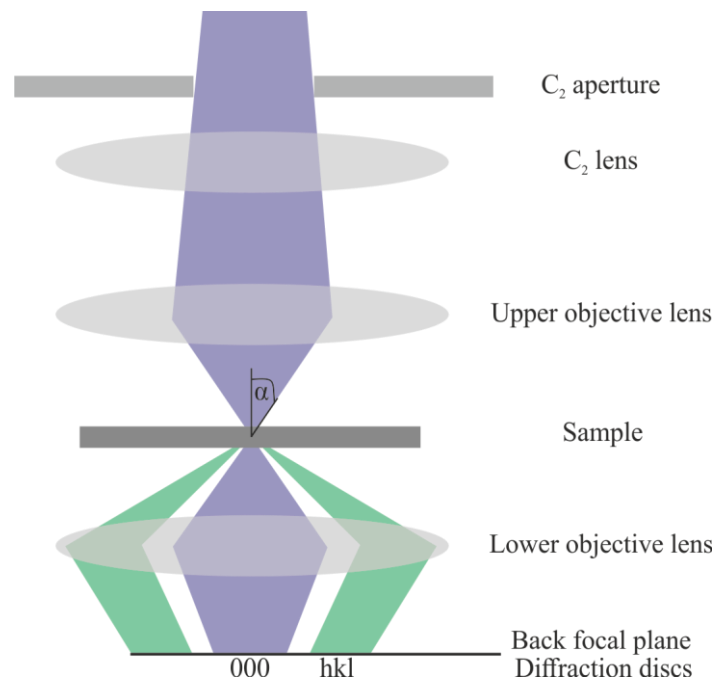 C₂ aperture
C₂ lens
Upper objective lens
α
Sample
Lower objective lens
Back focal plane
000 hkl Diffraction discs